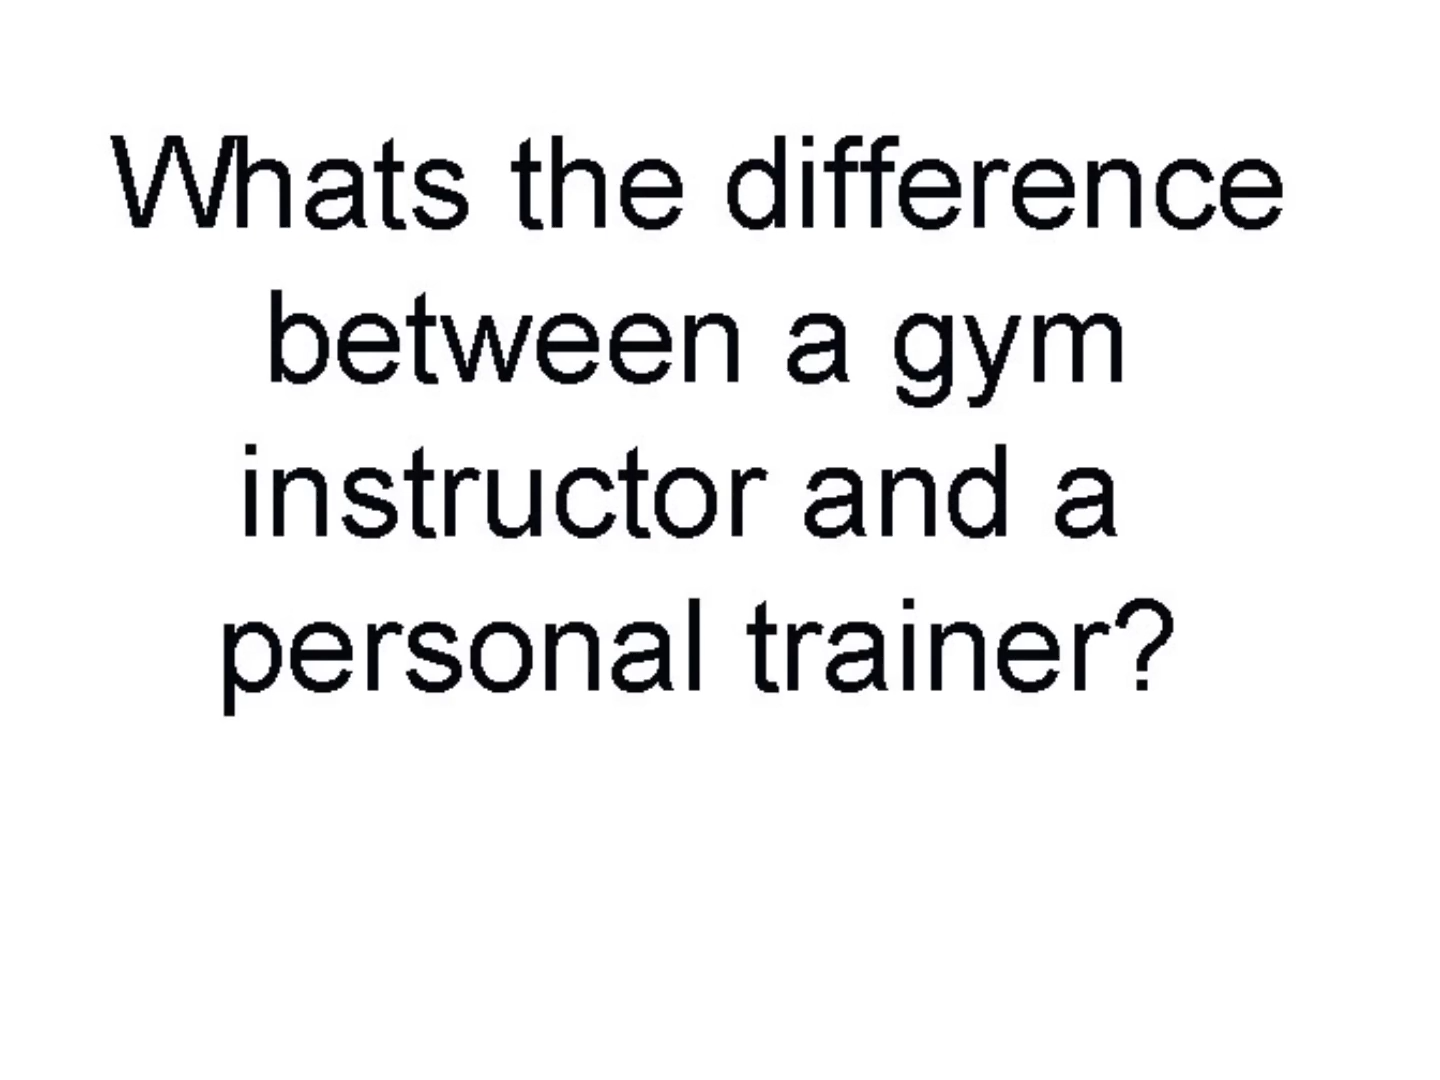 Whats the difference
between a gym
instructor and a
personal trainer?